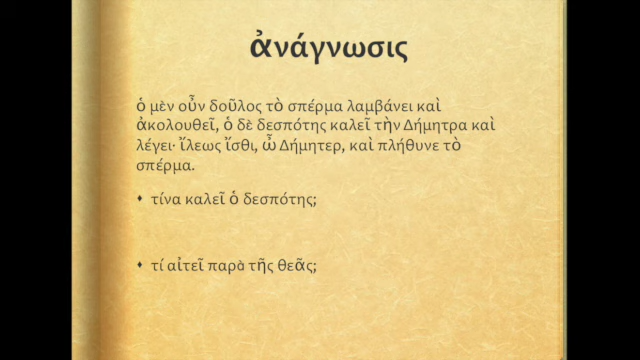 ἀνάγνωσις
ὁ μὲν οὖν δοῦλος τὸ σπέρμα λαμβάνει καὶ
ἀκολουθεῖ, ὁ δὲ δεσπότης καλεῖ τὴν Δήμητρα καὶ
λέγει· ἵλεως ἴσθι, ὦ Δήμητερ, καὶ πλήθυνε τὸ
σπέρμα.
♦ τίνα καλεῖ ὁ δεσπότης;
♦ τί αἰτεῖ παρὰ τῆς θεᾶς;